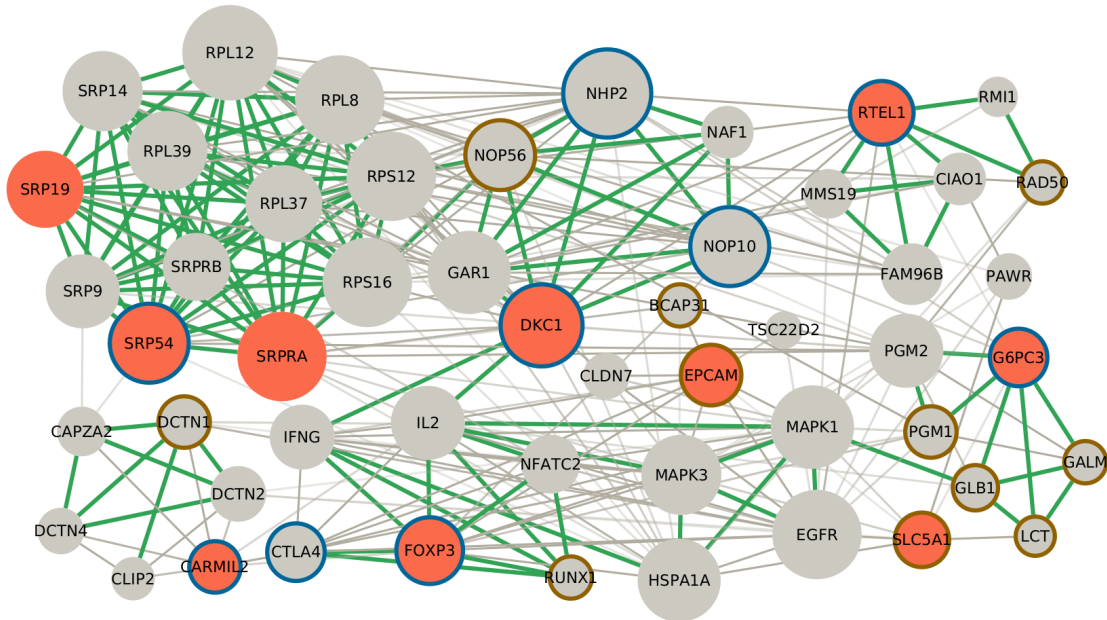 RPL12
SRP14
RPL8
NHP2
RMI1
RTEL1
NAF1
RPL39
NOP56
RPS12
CIAO1
RAD50
SRP19
MMS19
RPL37
NOP10
SRPRB
GAR1
FAM96B
PAWR
SRP9
RPS16
BCAP31
DKC1
TSC22D2
SRP54
SRPRA
PGM2
G6PC3
CLDN7
EPCAM
DCTN1
IL2
MAPK1
CAPZA2
IFNG
PGM1
NFATC2
MAPK3
GALM
DCTN2
GLB1
DCTN4
EGFR
LCT
CTLA4
FOXP3
SLC5A1
CLIP2
CARMIL2
RUNX1
HSPA1A